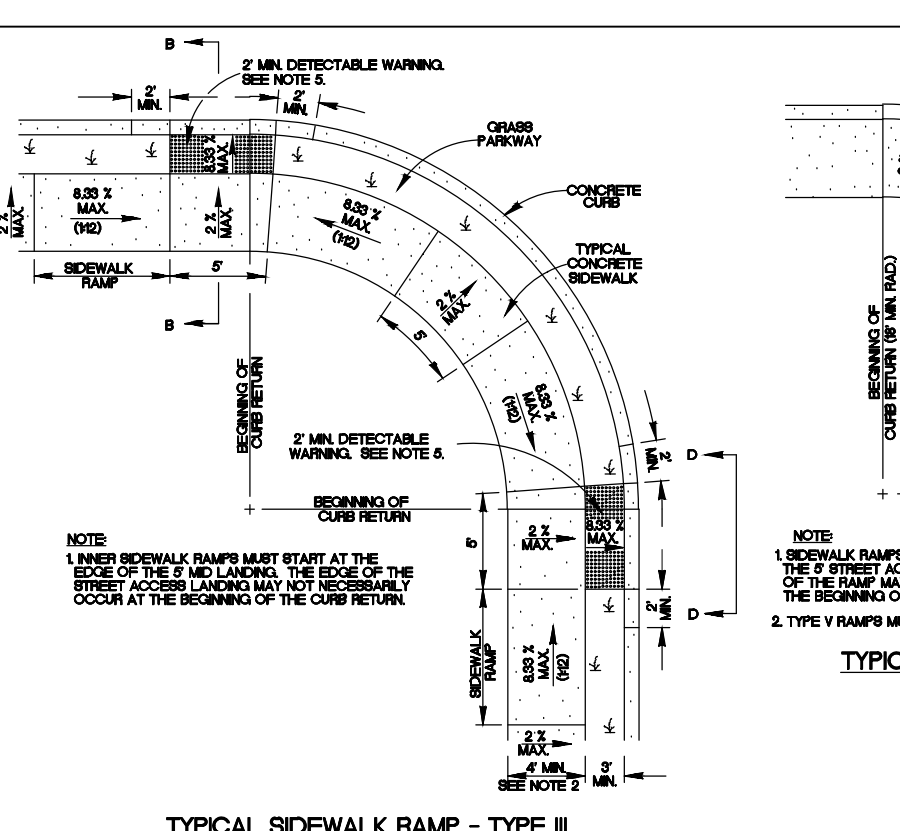 B
2' MIN. DETECTABLE WARNING.
SEE NOTE 5.
2'
MIN.
2'
MIN.
GRASS
PARKWAY
8.33 %
MAX.
CONCRETE
CURB
8.33 %
MAX.
(1:12)
2 %
MAX.
2 %
MAX.
8.33 %
MAX.
(1:12)
TYPICAL
CONCRETE
SIDEWALK
SIDEWALK
RAMP
5'
2 %
MAX.
B
5'
BEGINNING OF
CURB RETURN
8.33 %
MAX.
(1:12)
2' MIN. DETECTABLE
WARNING. SEE NOTE 5.
2'
MIN.
D
BEGINNING OF
CURB RETURN
5'
2 %
MAX.
8.33 %
MAX.
NOTE:
1. INNER SIDEWALK RAMPS MUST START AT THE
EDGE OF THE 5' MID LANDING. THE EDGE OF THE
STREET ACCESS LANDING MAY NOT NECESSARILY
OCCUR AT THE BEGINNING OF THE CURB RETURN.
2'
MIN.
D
SIDEWALK
RAMP
8.33 %
MAX.
(1:12)
2 %
MAX.
4' MIN.
SEE NOTE 2
3'
MIN.
TYPICAL SIDEWALK RAMP - TYPE III
BEGINNING OF
CURB RETURN (18' MIN. RAD.)
NOTE:
1. SIDEWALK RAMPS
THE 5' STREET AC
OF THE RAMP MA
THE BEGINNING O
2. TYPE V RAMPS MU
TYPIC